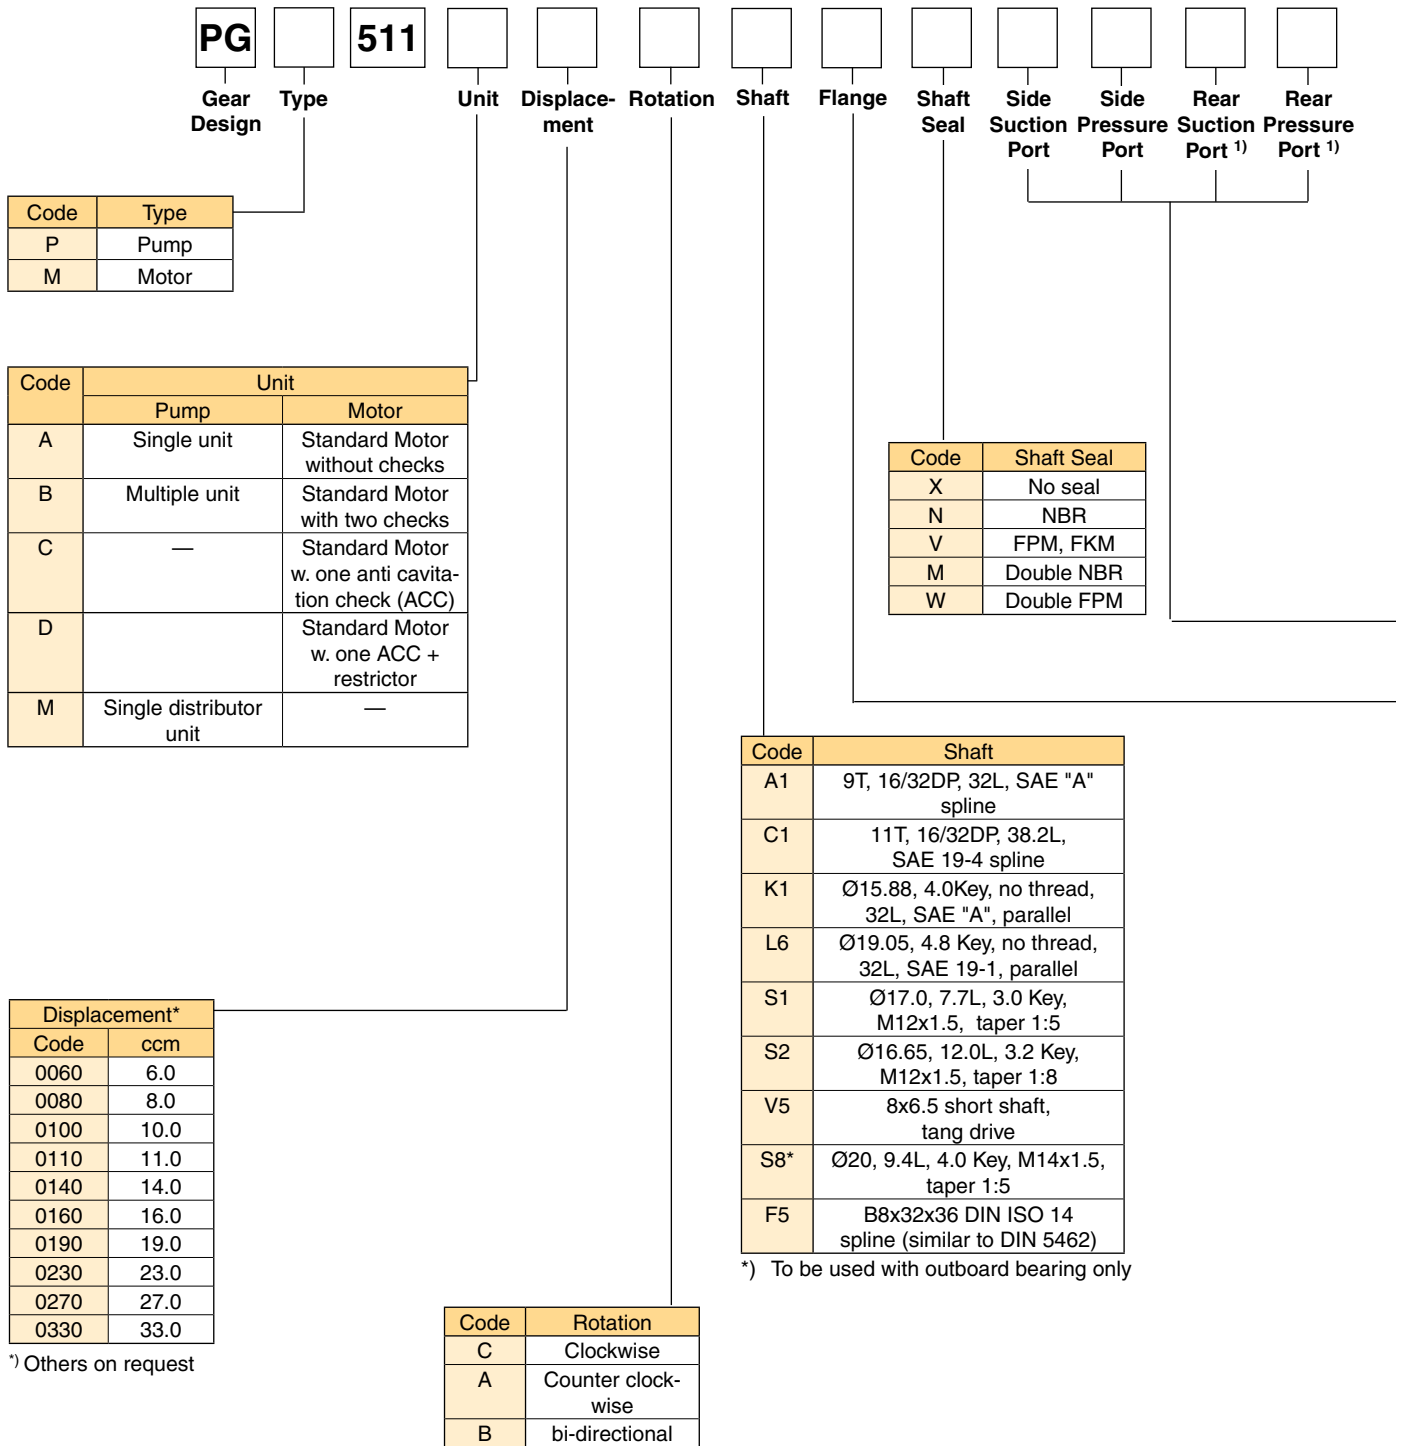 PG 511
Gear Type Unit Displace- Rotation Shaft Flange Shaft Side Side Rear Rear
Design ment Seal Suction Pressure Suction Pressure
Port Port Port 1) Port 1)
Code Type
P Pump
M Motor
Code Unit
Pump Motor
A Single unit Standard Motor
without checks
B Multiple unit Standard Motor
with two checks
C — Standard Motor
w. one anti cavita-
tion check (ACC)
D Standard Motor
w. one ACC +
restrictor
M Single distributor —
unit
Code Shaft Seal
X No seal
N NBR
V FPM, FKM
M Double NBR
W Double FPM
Code Shaft
A1 9T, 16/32DP, 32L, SAE "A"
spline
C1 11T, 16/32DP, 38.2L,
SAE 19-4 spline
K1 Ø15.88, 4.0Key, no thread,
32L, SAE "A", parallel
L6 Ø19.05, 4.8 Key, no thread,
32L, SAE 19-1, parallel
S1 Ø17.0, 7.7L, 3.0 Key,
M12x1.5, taper 1:5
S2 Ø16.65, 12.0L, 3.2 Key,
M12x1.5, taper 1:8
V5 8x6.5 short shaft,
tang drive
S8* Ø20, 9.4L, 4.0 Key, M14x1.5,
taper 1:5
F5 B8x32x36 DIN ISO 14
spline (similar to DIN 5462)
*) To be used with outboard bearing only
Displacement*
Code ccm
0060 6.0
0080 8.0
0100 10.0
0110 11.0
0140 14.0
0160 16.0
0190 19.0
0230 23.0
0270 27.0
0330 33.0
*) Others on request
Code Rotation
C Clockwise
A Counter clock-
wise
B bi-directional